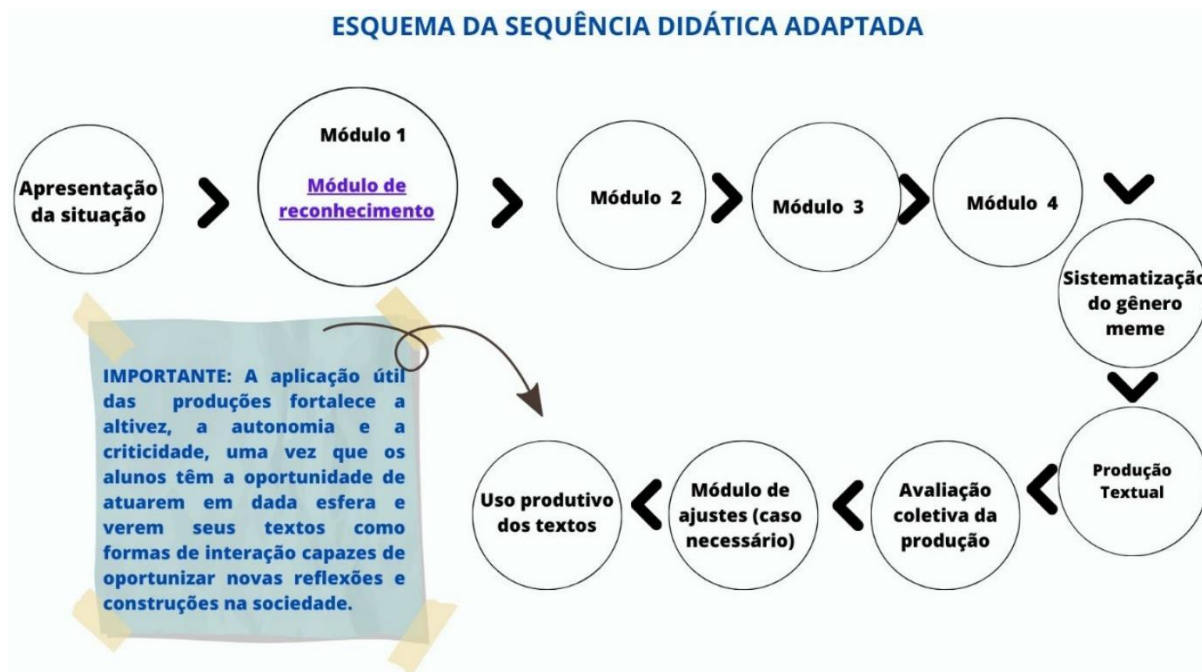 ESQUEMA DA SEQUÊNCIA DIDÁTICA ADAPTADA
Apresentação
da situação
Módulo 1
Módulo de
reconhecimento
Módulo 2
Módulo 3
Módulo 4
Sistematização
do gênero
meme
Produção
Textual
Avaliação
coletiva da
produção
Módulo de
ajustes (caso
necessário)
Uso produtivo
dos textos
IMPORTANTE: A aplicação útil
das produções fortalece a
altivez, a autonomia e a
criticidade, uma vez que os
alunos têm a oportunidade de
atuarem em dada esfera e
verem seus textos como
formas de interação capazes de
oportunizar novas reflexões e
construções na sociedade.